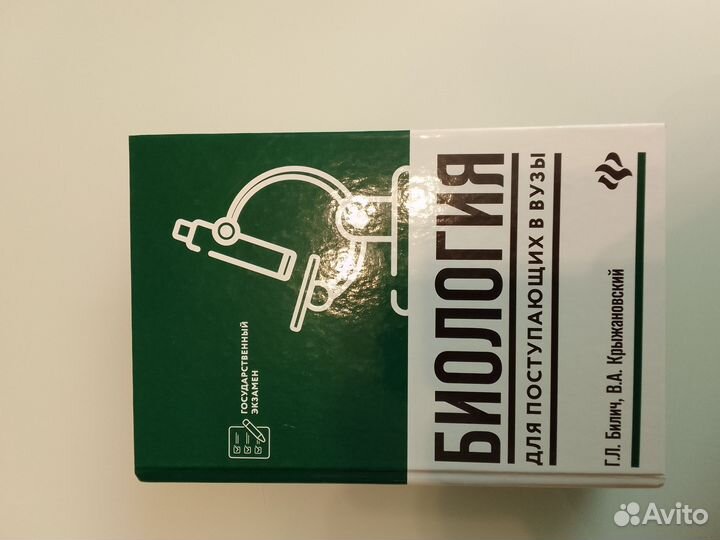 ГОСУДАРСТВЕННЫЙ
ЭКЗАМЕН
БИОЛОГИЯ
ДЛЯ ПОСТУПАЮЩИХ В ВУЗЫ
Г.Л. Билич, В.А. Крыжановский
Avito